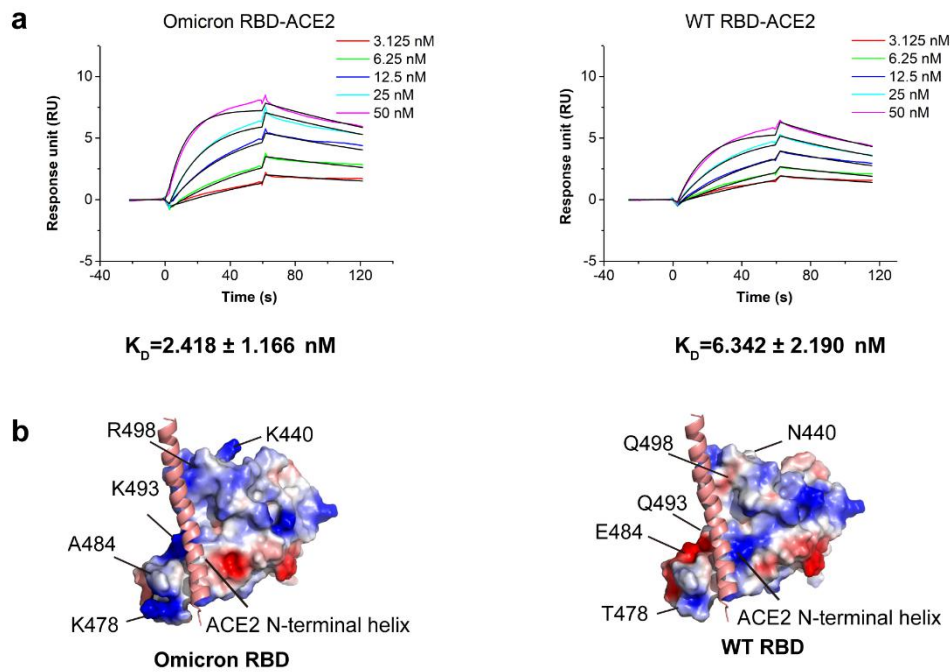 a
Omicron RBD-ACE2
3.125 nM
6.25 nM
12.5 nM
25 nM
50 nM
Response unit (RU)
10
5
0
-5
-40 0 40 80 120
Time (s)
K_D=2.418 ± 1.166 nM
WT RBD-ACE2
3.125 nM
6.25 nM
12.5 nM
25 nM
50 nM
Response unit (RU)
10
5
0
-5
-40 0 40 80 120
Time (s)
K_D=6.342 ± 2.190 nM
b
R498
K440
K493
A484
K478
ACE2 N-terminal helix
Omicron RBD
Q498
N440
Q493
E484
T478
ACE2 N-terminal helix
WT RBD